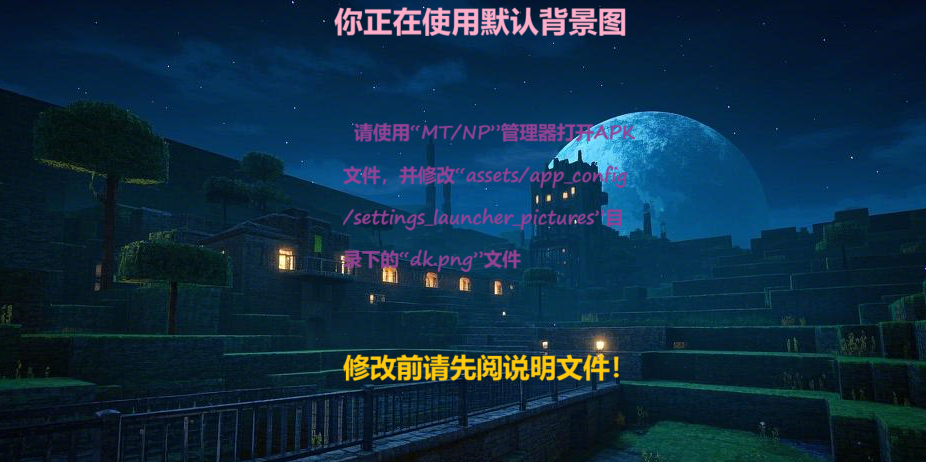 你正在使用默认背景图
请使用“MT/NP”管理器打开APK
文件，并修改“assets/app_config
/settings_launcher_pictures”目
录下的“dk.png”文件
修改前请先阅说明文件！